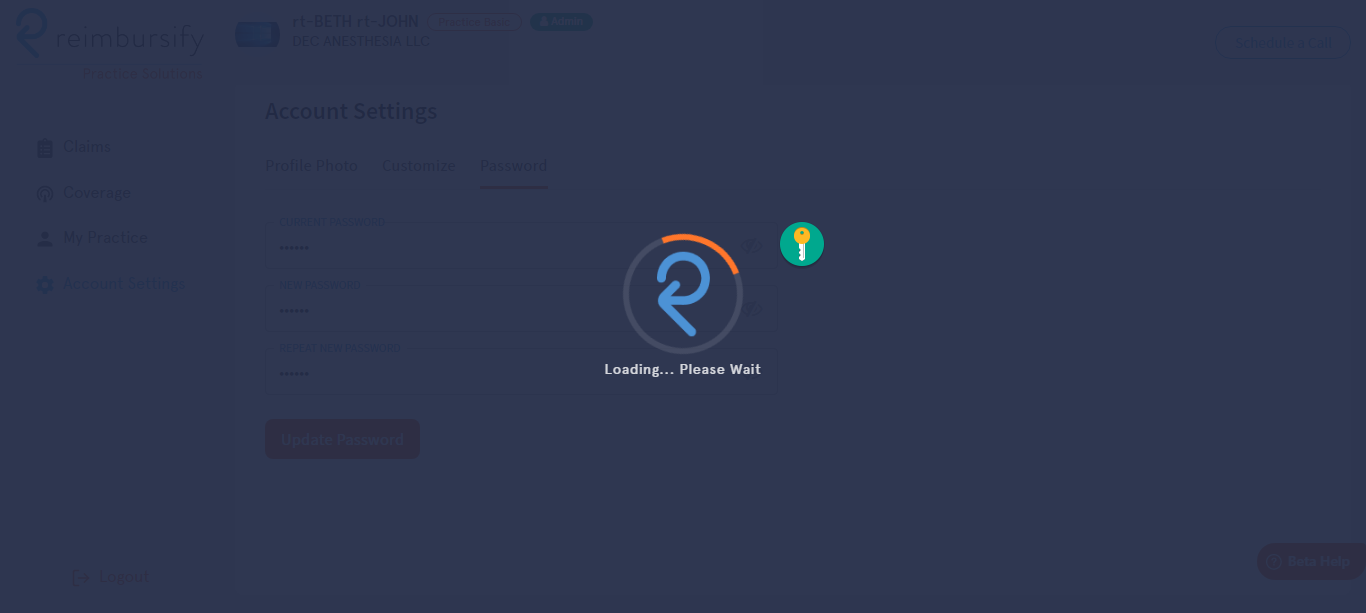 reimbursify
Practice Solutions
rt-BETH rt-JOHN Practice Basic Admin
DEC ANESTHESIA LLC
Schedule a Call
Claims
Coverage
My Practice
Account Settings
Logout
Account Settings
Profile Photo Customize Password
CURRENT PASSWORD
••••••
NEW PASSWORD
••••••
REPEAT NEW PASSWORD
••••••
Update Password
Loading... Please Wait
Beta Help